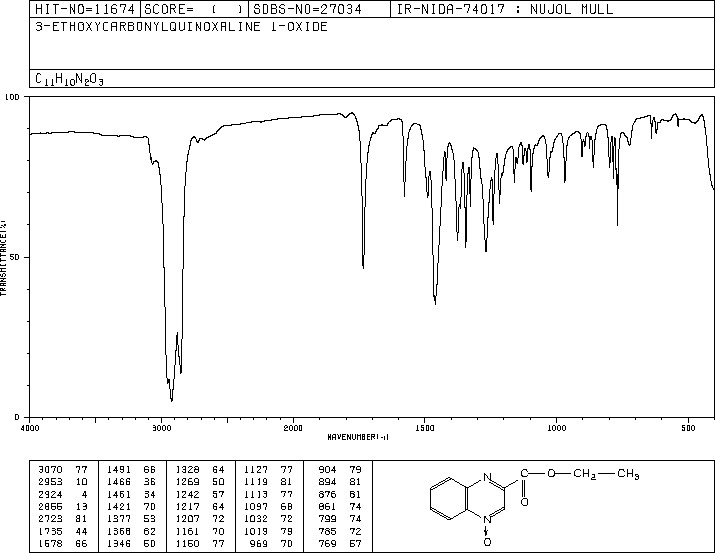 HIT-NO=11674 SCORE= ( ) SDBS-NO=27034 IR-NIDA-74017 : NUJOL MULL
3-ETHOXYCARBONYLQUINOXALINE 1-OXIDE
C11H10N2O3
100
50
0
TRANSMITTANCE(%)
4000 3000 2000 1500 1000 500
WAVENUMBER(-1)
3070 77 1491 66 1328 64 1127 77 904 79
2953 10 1466 36 1269 50 1119 81 894 81
2924 4 1461 34 1242 57 1113 77 876 81
2866 13 1421 70 1217 64 1097 68 861 74
2723 81 1377 53 1207 72 1032 72 799 74
1735 44 1368 62 1161 70 1019 79 785 72
1578 66 1346 50 1150 77 969 70 769 57
N
C—O—CH2—CH3
O
N
O